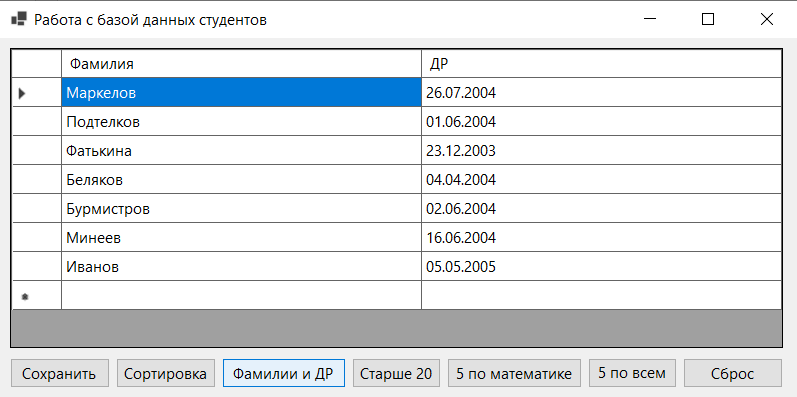 Работа с базой данных студентов
Фамилия ДР
Маркелов 26.07.2004
Подтелков 01.06.2004
Фатькина 23.12.2003
Беляков 04.04.2004
Бурмистров 02.06.2004
Минеев 16.06.2004
Иванов 05.05.2005
Сохранить Сортировка Фамилии и ДР Старше 20 5 по математике 5 по всем Сброс